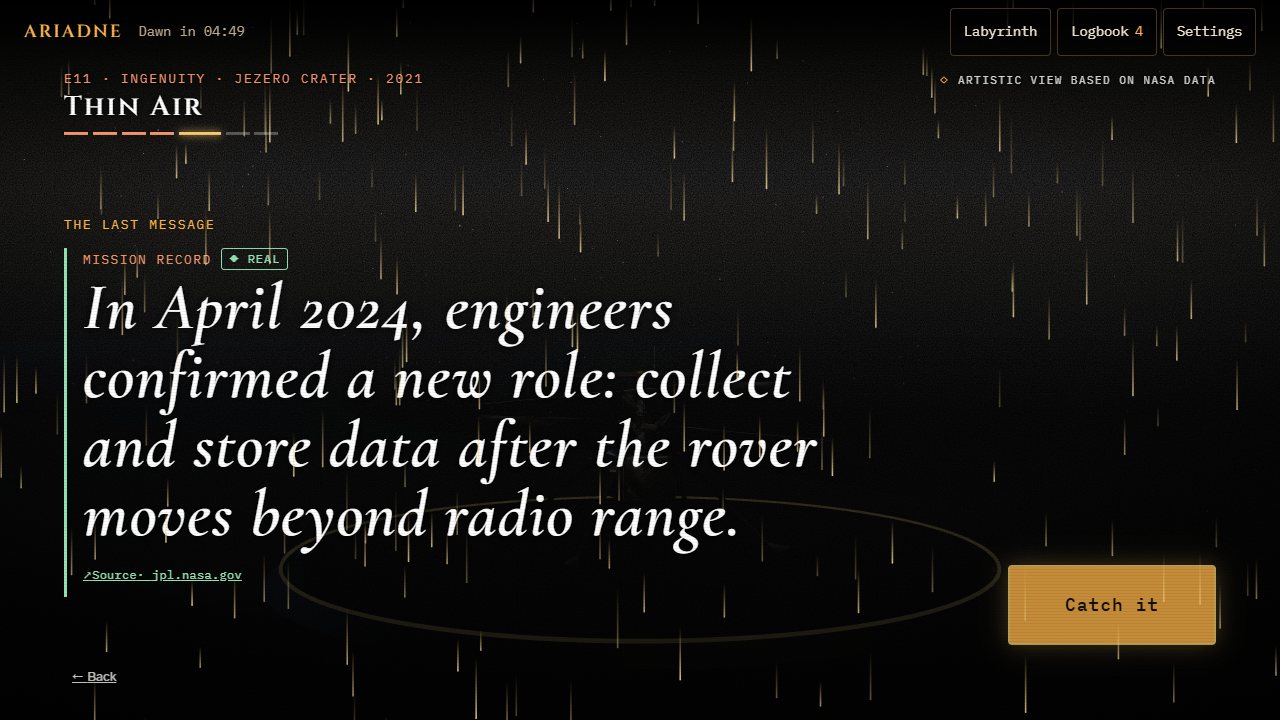 ARIADNE Dawn in 04:49 Labyrinth Logbook 4 Settings
E11 · INGENUITY · JEZERO CRATER · 2021
◇ ARTISTIC VIEW BASED ON NASA DATA
THIN AIR
THE LAST MESSAGE
MISSION RECORD ◆ REAL
In April 2024, engineers
confirmed a new role: collect
and store data after the rover
moves beyond radio range.
↗Source· jpl.nasa.gov
Catch it
← Back